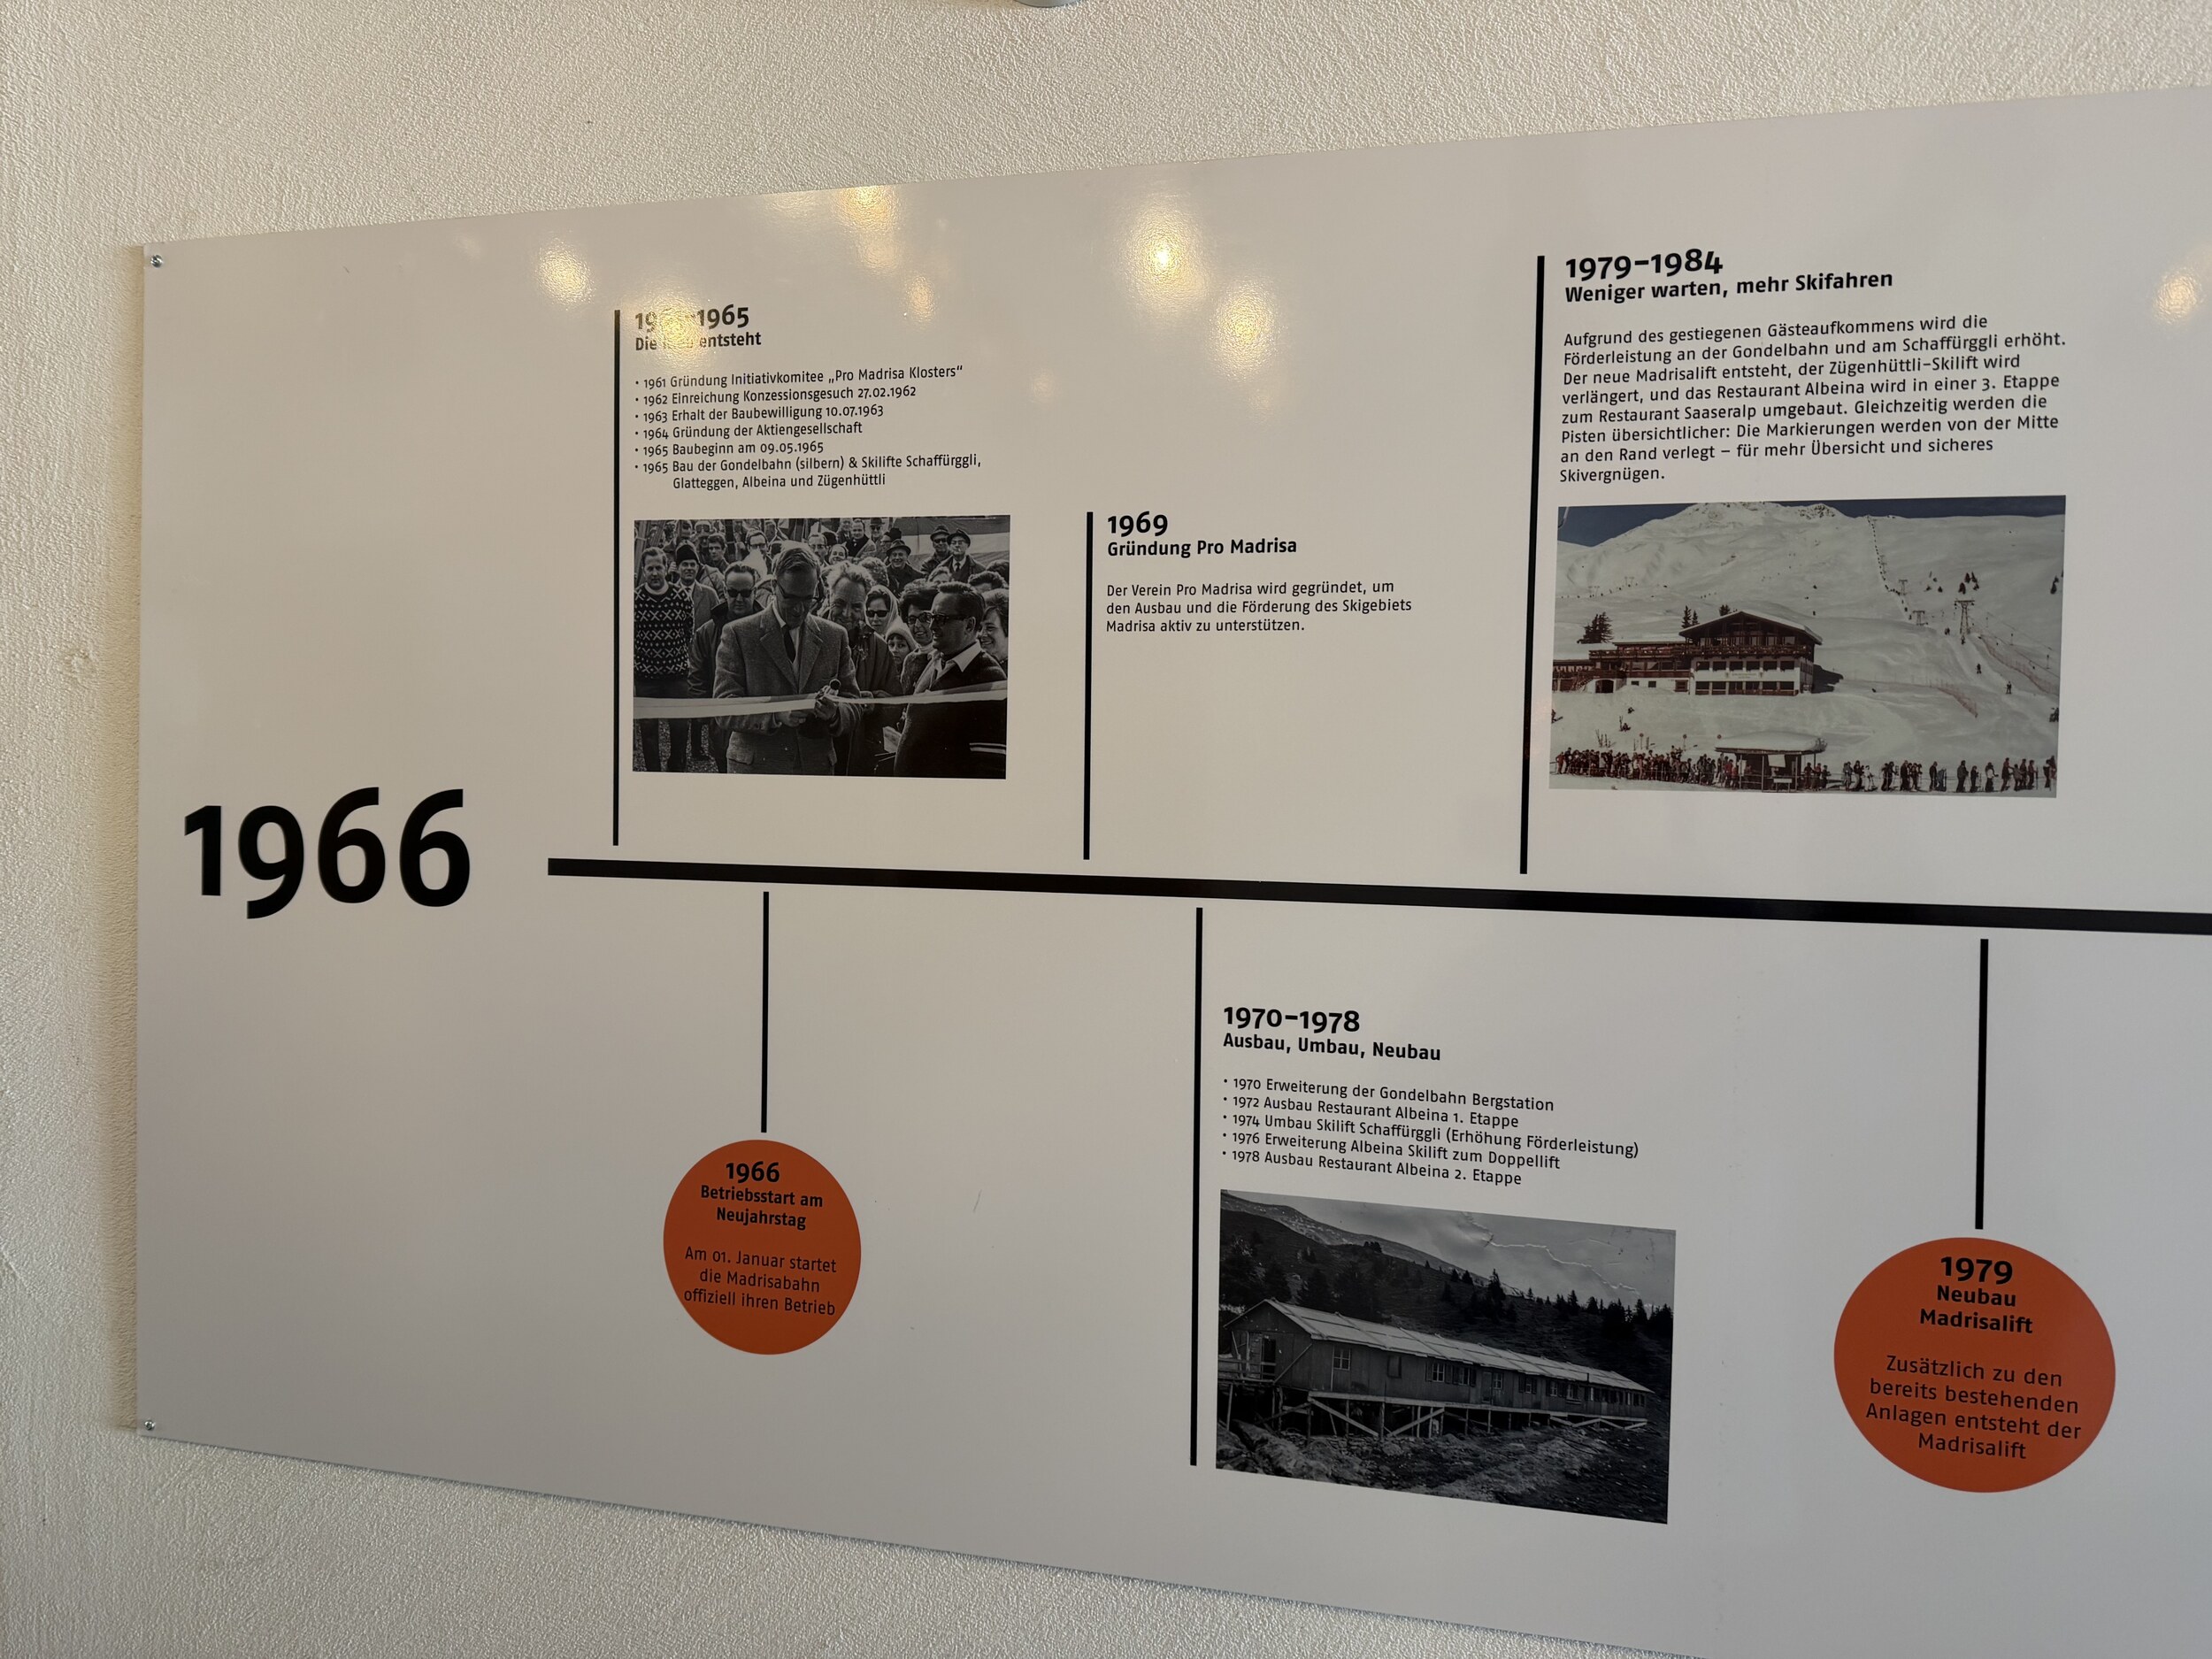 1966
1965
Die entsteht
• 1961 Gründung Initiativkomitee „Pro Madrisa Klosters“
• 1962 Einreichung Konzessionsgesuch 27.02.1962
• 1963 Erhalt der Baubewilligung 10.07.1963
• 1964 Gründung der Aktiengesellschaft
• 1965 Baubeginn am 09.05.1965
• 1965 Bau der Gondelbahn (silbern) & Skilifte Schaffürggli,
Glatteggen, Albeina und Zügenhüttli
1966
Betriebsstart am
Neujahrstag
Am 01. Januar startet
die Madrisabahn
offiziell ihren Betrieb
1969
Gründung Pro Madrisa
Der Verein Pro Madrisa wird gegründet, um
den Ausbau und die Förderung des Skigebiets
Madrisa aktiv zu unterstützen.
1970–1978
Ausbau, Umbau, Neubau
• 1970 Erweiterung der Gondelbahn Bergstation
• 1972 Ausbau Restaurant Albeina 1. Etappe
• 1974 Umbau Skilift Schaffürggli (Erhöhung Förderleistung)
• 1976 Erweiterung Albeina Skilift zum Doppellift
• 1978 Ausbau Restaurant Albeina 2. Etappe
1979–1984
Weniger warten, mehr Skifahren
Aufgrund des gestiegenen Gästeaufkommens wird die
Förderleistung an der Gondelbahn und am Schaffürggli erhöht.
Der neue Madrisalift entsteht, der Zügenhüttli-Skilift wird
verlängert, und das Restaurant Albeina wird in einer 3. Etappe
zum Restaurant Saaseralp umgebaut. Gleichzeitig werden die
Pisten übersichtlicher: Die Markierungen werden von der Mitte
an den Rand verlegt – für mehr Übersicht und sicheres
Skivergnügen.
1979
Neubau
Madrisalift
Zusätzlich zu den
bereits bestehenden
Anlagen entsteht der
Madrisalift